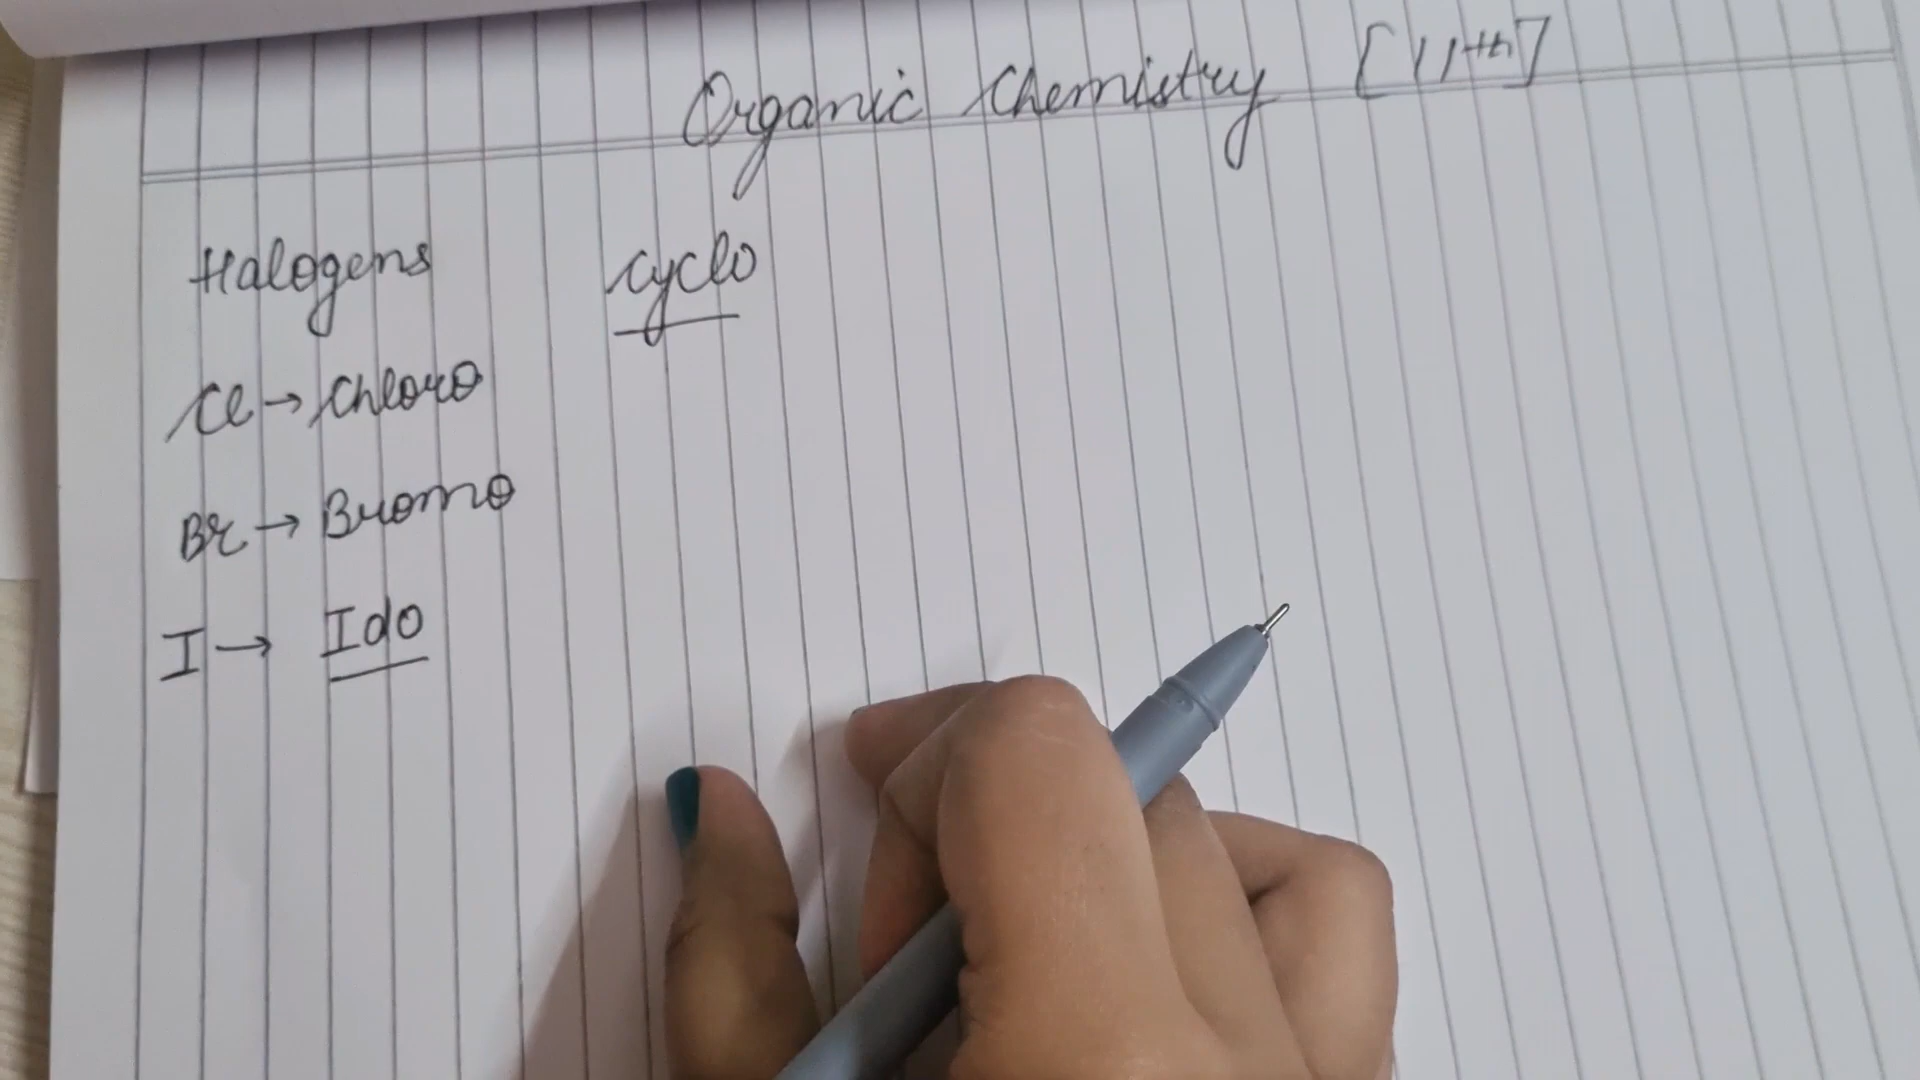 Organic Chemistry [11th]
Halogens cyclo
Cl → Chloro
Br → Bromo
I → Ido